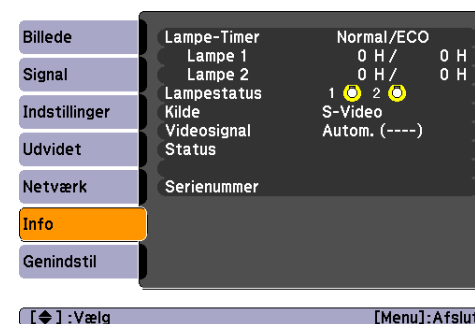 Billede
Signal
Indstillinger
Udvidet
Netværk
Info
Genindstil
Lampe-Timer Normal/ECO
Lampe 1 0 H/ 0 H
Lampe 2 0 H/ 0 H
Lampestatus 1 2
Kilde S-Video
Videosignal Autom. (----)
Status
Serienummer
[◆] :Vælg [Menu]:Afslut